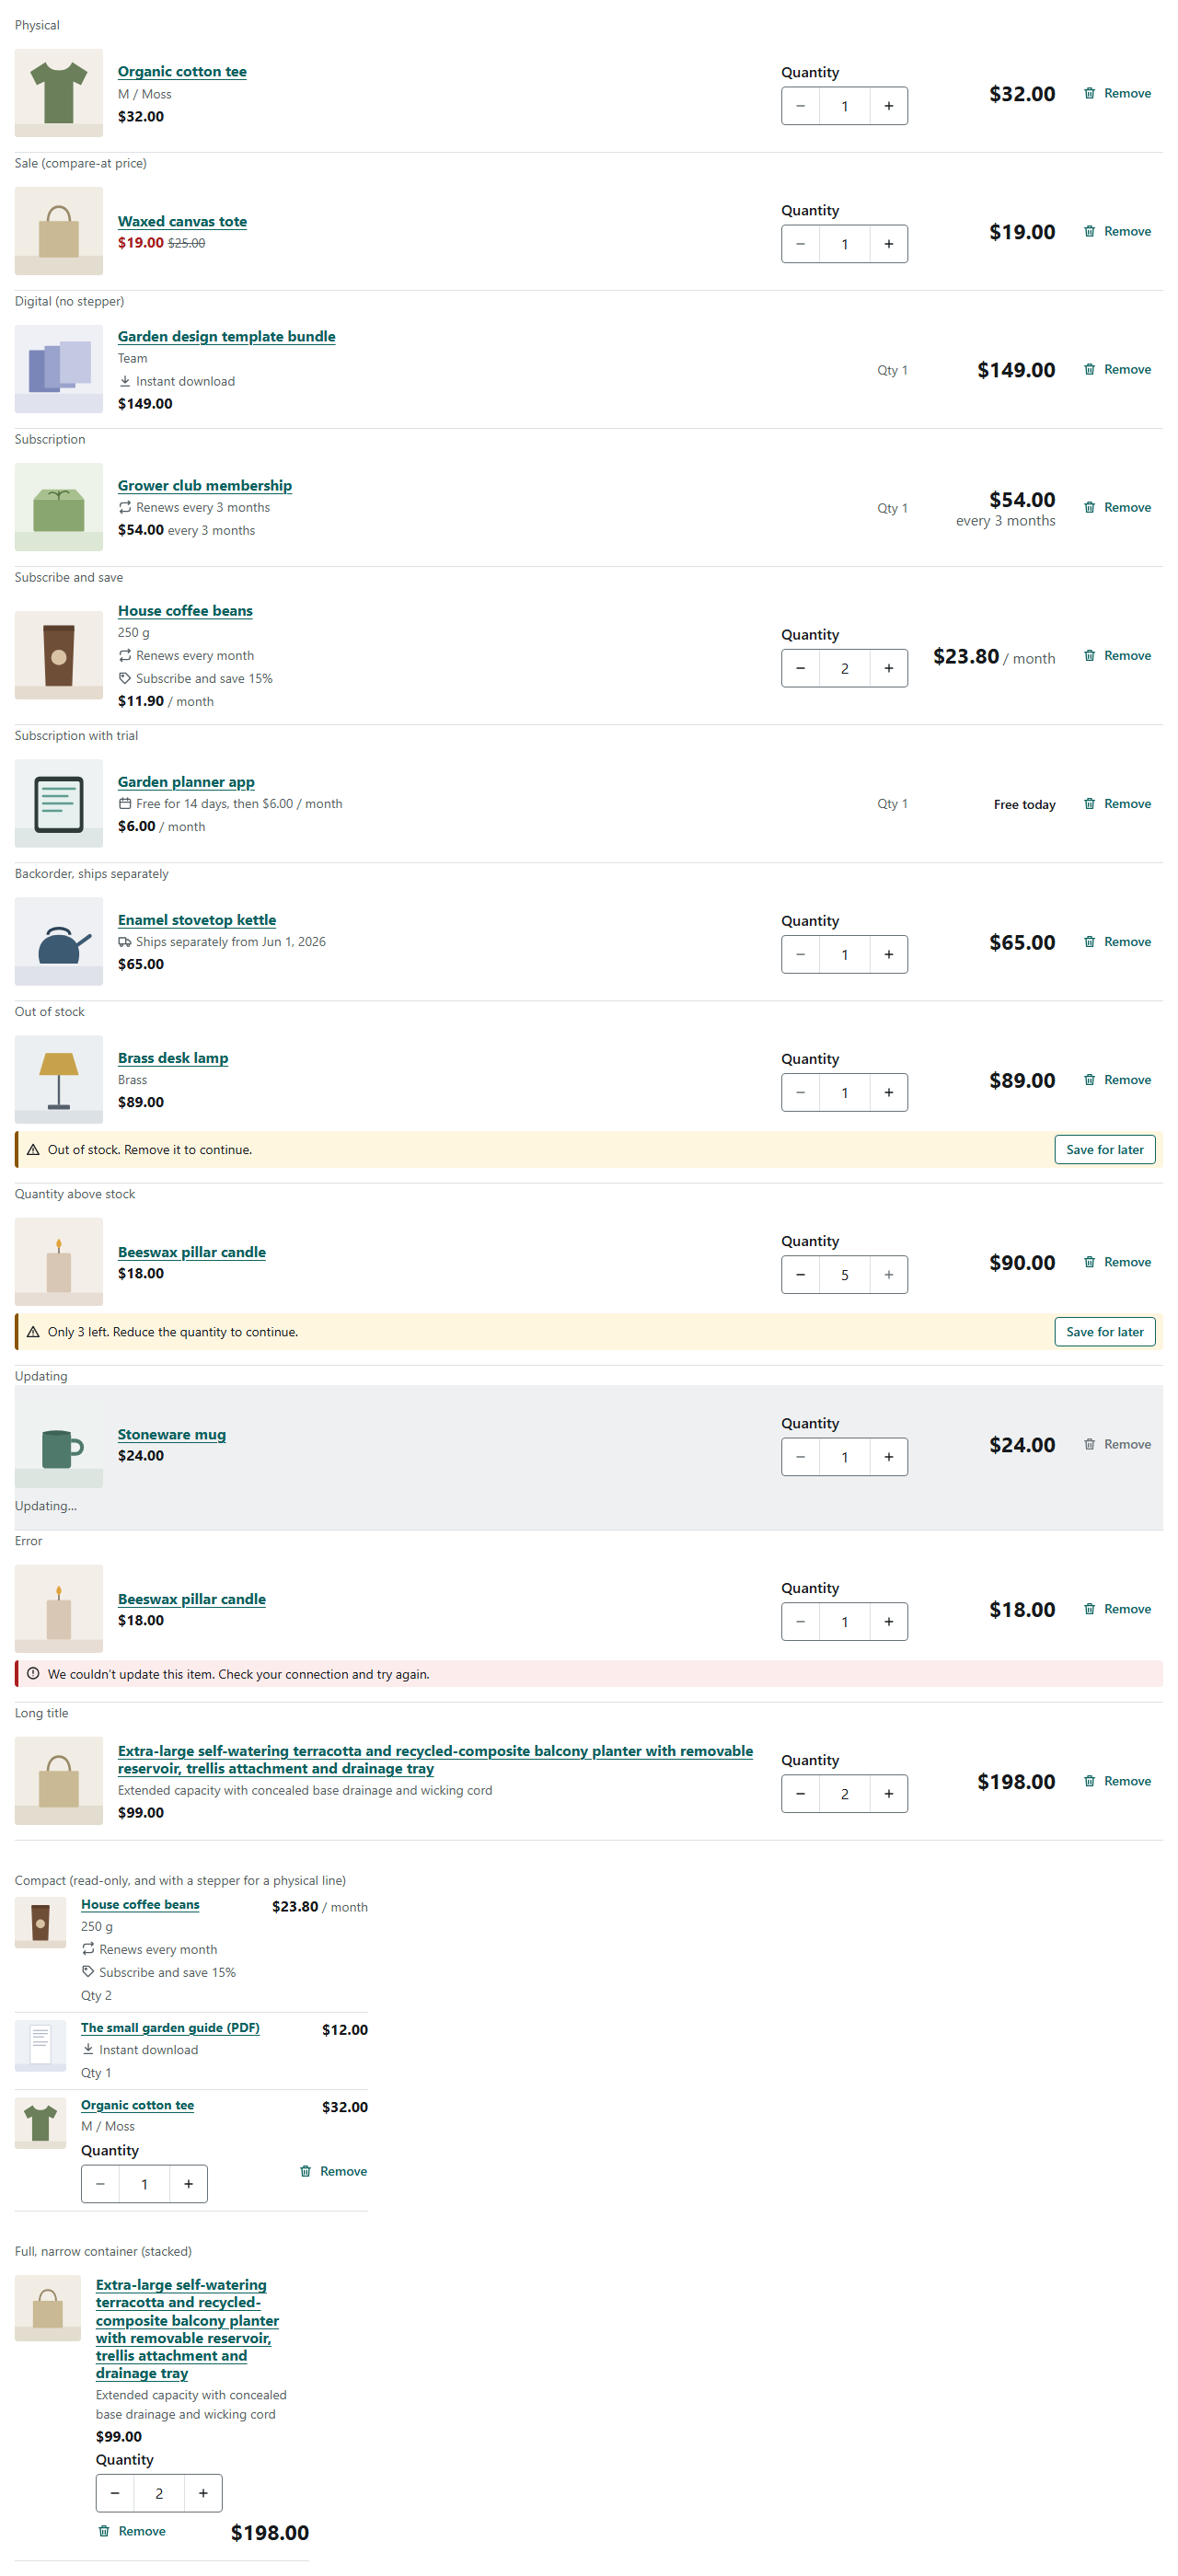 Physical
Organic cotton tee
M / Moss
$32.00
Quantity
− 1 +
$32.00
Remove
Sale (compare-at price)
Waxed canvas tote
$19.00 $25.00
Quantity
− 1 +
$19.00
Remove
Digital (no stepper)
Garden design template bundle
Team
Instant download
$149.00
Qty 1
$149.00
Remove
Subscription
Grower club membership
Renews every 3 months
$54.00 every 3 months
Qty 1
$54.00
every 3 months
Remove
Subscribe and save
House coffee beans
250 g
Renews every month
Subscribe and save 15%
$11.90 / month
Quantity
− 2 +
$23.80 / month
Remove
Subscription with trial
Garden planner app
Free for 14 days, then $6.00 / month
$6.00 / month
Qty 1
Free today
Remove
Backorder, ships separately
Enamel stovetop kettle
Ships separately from Jun 1, 2026
$65.00
Quantity
− 1 +
$65.00
Remove
Out of stock
Brass desk lamp
Brass
$89.00
Quantity
− 1 +
$89.00
Remove
Out of stock. Remove it to continue.
Save for later
Quantity above stock
Beeswax pillar candle
$18.00
Quantity
− 5 +
$90.00
Remove
Only 3 left. Reduce the quantity to continue.
Save for later
Updating
Stoneware mug
$24.00
Quantity
− 1 +
$24.00
Remove
Updating...
Error
Beeswax pillar candle
$18.00
Quantity
− 1 +
$18.00
Remove
We couldn't update this item. Check your connection and try again.
Long title
Extra-large self-watering terracotta and recycled-composite balcony planter with removable
reservoir, trellis attachment and drainage tray
Extended capacity with concealed base drainage and wicking cord
$99.00
Quantity
− 2 +
$198.00
Remove
Compact (read-only, and with a stepper for a physical line)
House coffee beans
$23.80 / month
250 g
Renews every month
Subscribe and save 15%
Qty 2
The small garden guide (PDF)
$12.00
Instant download
Qty 1
Organic cotton tee
$32.00
M / Moss
Quantity
− 1 +
Remove
Full, narrow container (stacked)
Extra-large self-watering
terracotta and recycled-
composite balcony planter
with removable reservoir,
trellis attachment and
drainage tray
Extended capacity with concealed
base drainage and wicking cord
$99.00
Quantity
− 2 +
Remove
$198.00